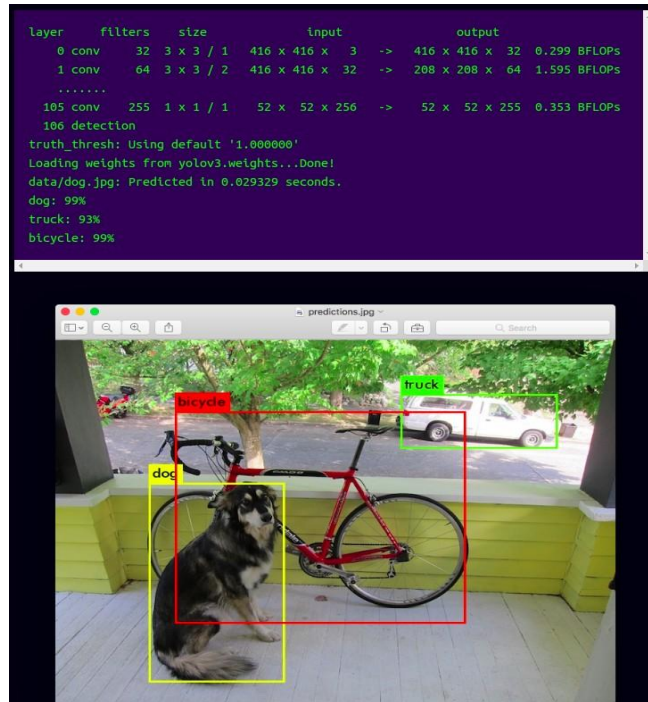 layer filters size input output
0 conv 32 3 x 3 / 1 416 x 416 x 3 -> 416 x 416 x 32 0.299 BFLOPs
1 conv 64 3 x 3 / 2 416 x 416 x 32 -> 208 x 208 x 64 1.595 BFLOPs
.......
105 conv 255 1 x 1 / 1 52 x 52 x 256 -> 52 x 52 x 255 0.353 BFLOPs
106 detection
truth_thresh: Using default '1.000000'
Loading weights from yolov3.weights...Done!
data/dog.jpg: Predicted in 0.029329 seconds.
dog: 99%
truck: 93%
bicycle: 99%
predictions.jpg
Search
truck
bicycle
dog